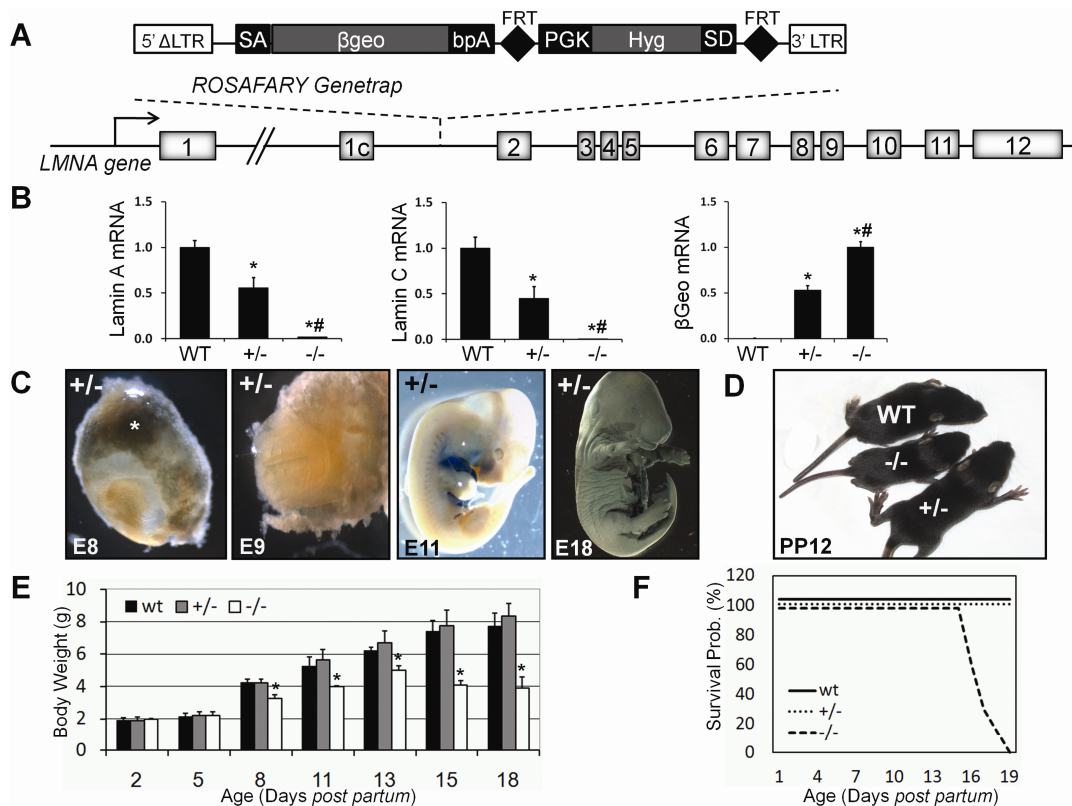 A
FRT
FRT
5' ΔLTR
SA
βgeo
bpA
PGK
Hyg
SD
3' LTR
ROSAFARY Genetrap
LMNA gene
1
1c
2
3
4
5
6
7
8
9
10
11
12
B
Lamin A mRNA
1.5
1.0
0.5
0.0
*
*#
WT
+/-
-/-
Lamin C mRNA
1.5
1.0
0.5
0.0
*
*#
WT
+/-
-/-
βGeo mRNA
1.5
1.0
0.5
0.0
*
*#
WT
+/-
-/-
C
+/-
*
E8
+/-
E9
+/-
*
*
E11
+/-
E18
D
WT
-/-
+/-
PP12
E
Body Weight (g)
10
8
6
4
2
0
wt
+/-
-/-
*
*
*
*
*
2
5
8
11
13
15
18
Age (Days post partum)
F
Survival Prob. (%)
120
100
80
60
40
20
0
wt
+/-
-/-
1
4
7
10
13
16
19
Age (Days post partum)